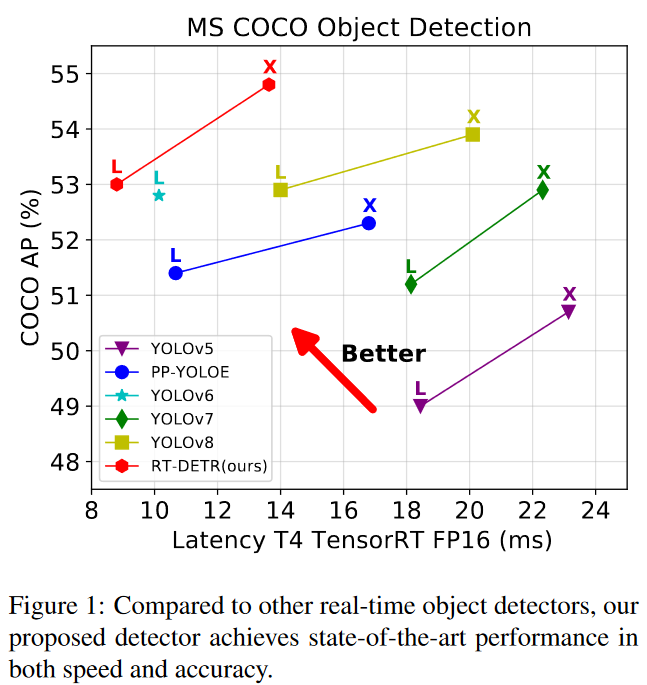 MS COCO Object Detection
COCO AP (%)
55
54
53
52
51
50
49
48
X
L
L
L
X
X
L
X
L
X
L
Better
YOLOv5
PP-YOLOE
YOLOv6
YOLOv7
YOLOv8
RT-DETR(ours)
8 10 12 14 16 18 20 22 24
Latency T4 TensorRT FP16 (ms)
Figure 1: Compared to other real-time object detectors, our
proposed detector achieves state-of-the-art performance in
both speed and accuracy.